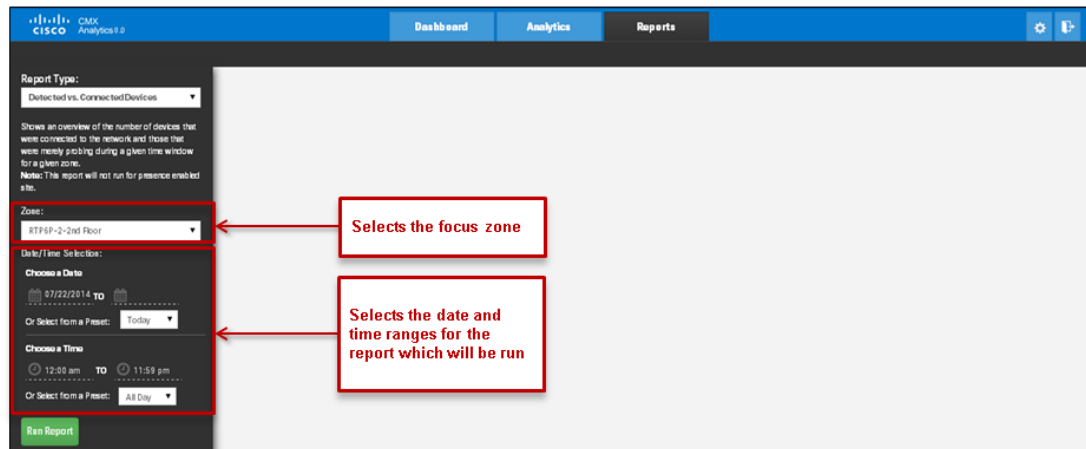 CISCO
CMX
Analytics 8.0
Dashboard
Analytics
Reports
Report Type:
Detected vs. Connected Devices
Shows an overview of the number of devices that
were connected to the network and those that
were merely probing during a given time window
for a given zone.
Note: This report will not run for presence enabled
site.
Zone:
RTP6P-2-2nd Floor
Selects the focus zone
Date/Time Selection:
Choose a Date
07/22/2014 TO
Or Select from a Preset: Today
Choose a Time
12:00 am TO 11:59 pm
Or Select from a Preset: All Day
Selects the date and
time ranges for the
report which will be run
Run Report